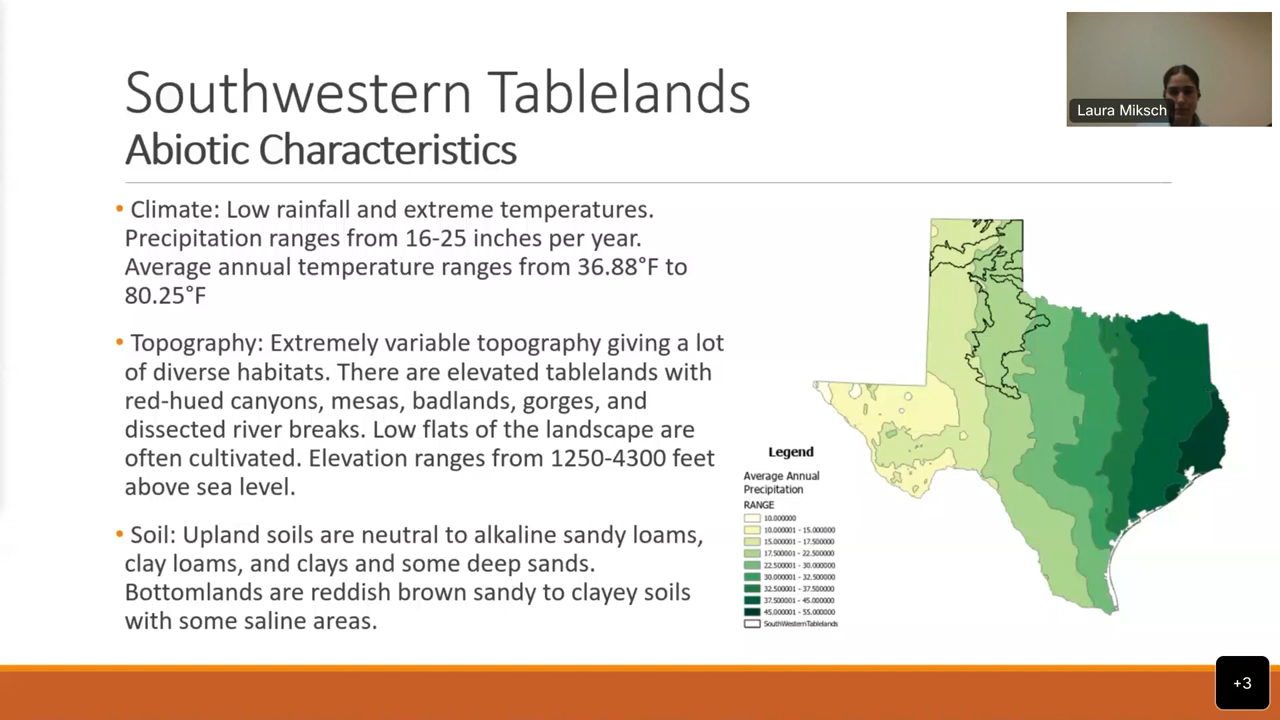 Southwestern Tablelands
Abiotic Characteristics
Laura Miksch
• Climate: Low rainfall and extreme temperatures.
Precipitation ranges from 16-25 inches per year.
Average annual temperature ranges from 36.88°F to
80.25°F
• Topography: Extremely variable topography giving a lot
of diverse habitats. There are elevated tablelands with
red-hued canyons, mesas, badlands, gorges, and
dissected river breaks. Low flats of the landscape are
often cultivated. Elevation ranges from 1250-4300 feet
above sea level.
• Soil: Upland soils are neutral to alkaline sandy loams,
clay loams, and clays and some deep sands.
Bottomlands are reddish brown sandy to clayey soils
with some saline areas.
Legend
Average Annual
Precipitation
RANGE
10.000000
10.000001 - 15.000000
15.000001 - 17.500000
17.500001 - 22.500000
22.500001 - 30.000000
30.000001 - 32.500000
32.500001 - 37.500000
37.500001 - 45.000000
45.000001 - 55.000000
SouthWesternTablelands
+3